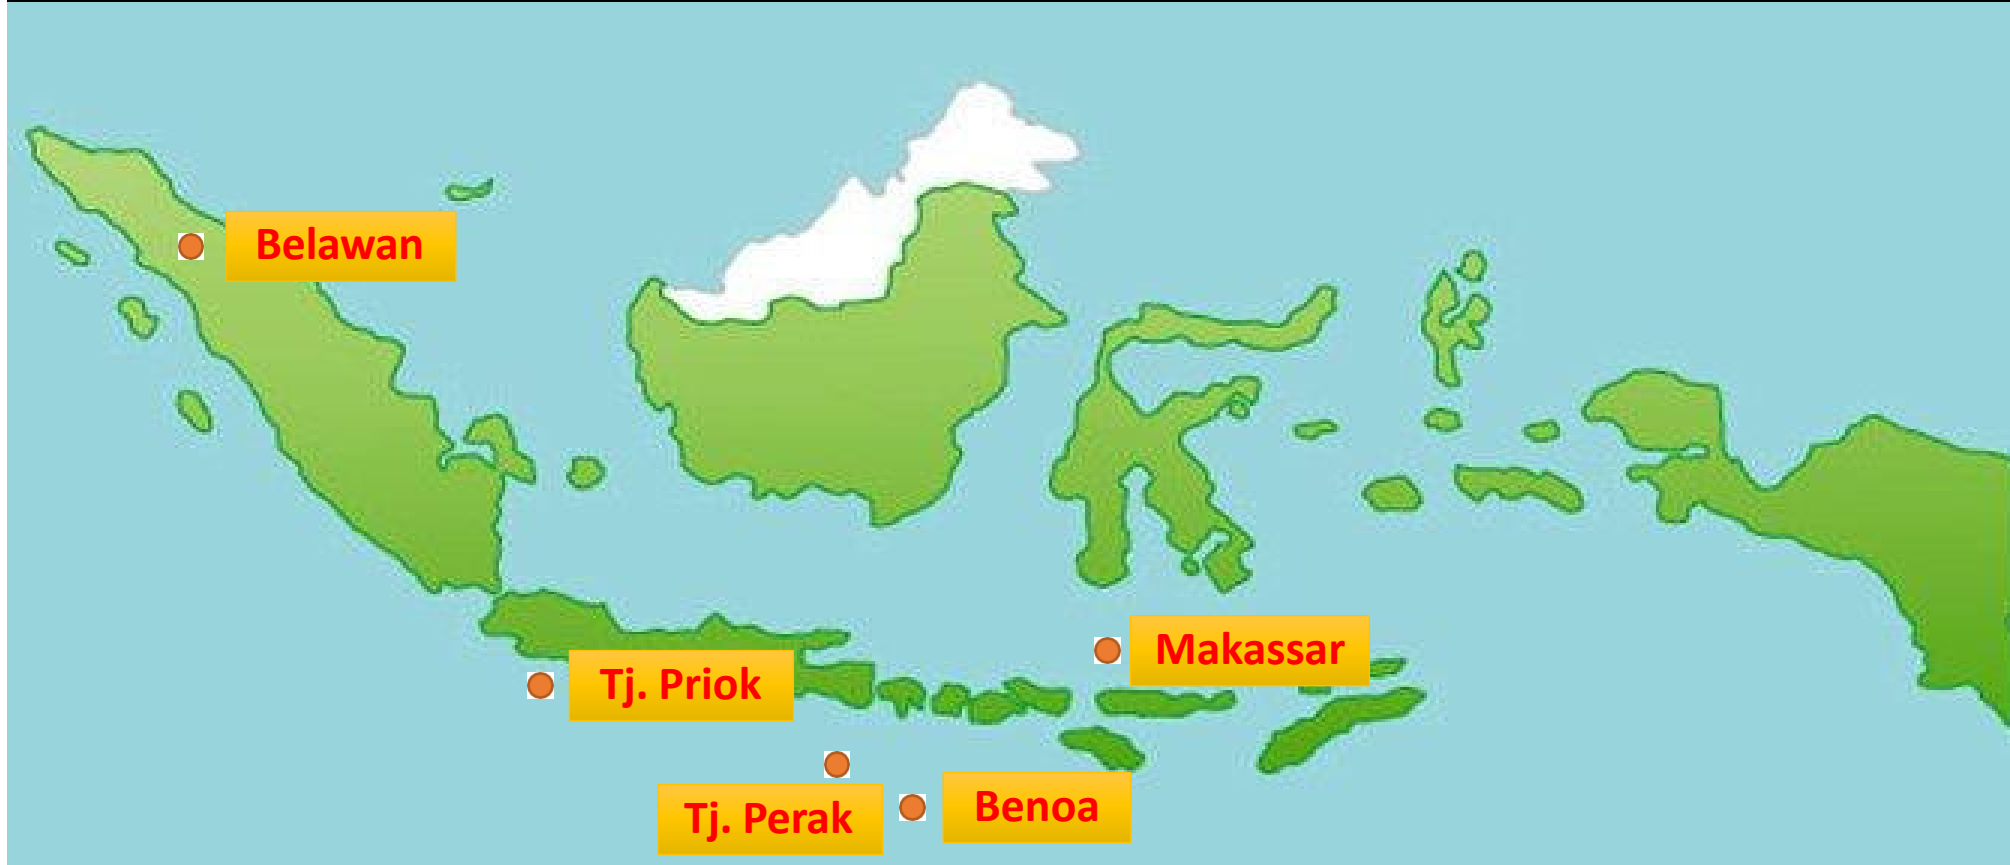 Belawan
Makassar
Tj. Priok
Tj. Perak
Benoa